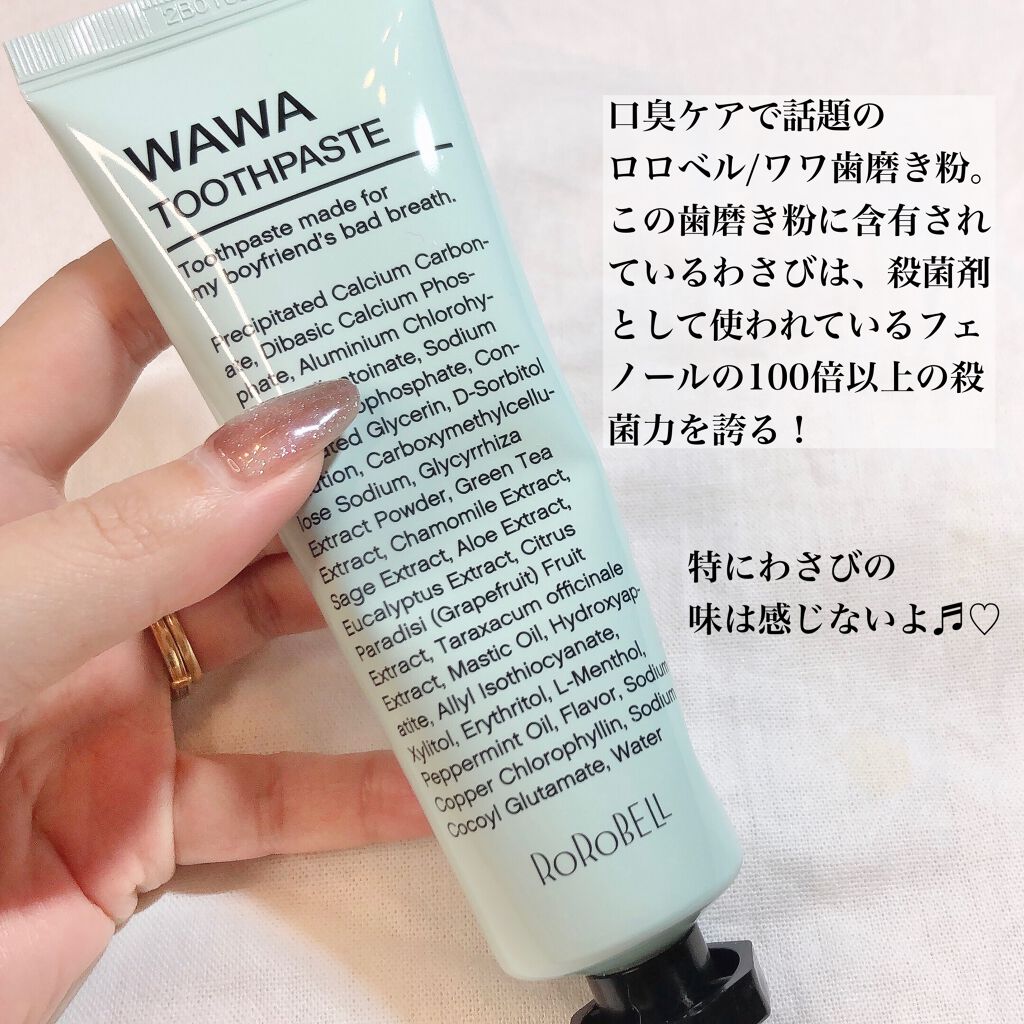 WAWA
TOOTHPASTE
Toothpaste made for
my boyfriend's bad breath.
Precipitated Calcium Carbon-
ate, Dibasic Calcium Phos-
phate, Aluminium Chlorohy-
Sodium
Con-
Glycerin, D-Sorbitol
Carboxymethylcellu-
lose Sodium, Glycyrrhiza
Extract Powder, Green Tea
Extract, Chamomile Extract,
Sage Extract, Aloe Extract,
Eucalyptus Extract, Citrus
Paradisi (Grapefruit) Fruit
Extract, Taraxacum officinale
Extract, Mastic Oil, Hydroxyap-
atite, Allyl Isothiocyanate,
Xylitol, Erythritol, L-Menthol,
Peppermint Oil, Flavor, Sodium
Copper Chlorophyllin, Sodium
Cocoyl Glutamate, Water
RoRoBELL
口臭ケアで話題の
ロロベル/ワワ歯磨き粉。
この歯磨き粉に含有され
ているわさびは、殺菌剤
として使われているフェ
ノールの100倍以上の殺
菌力を誇る！
特にわさびの
味は感じないよ♬♡